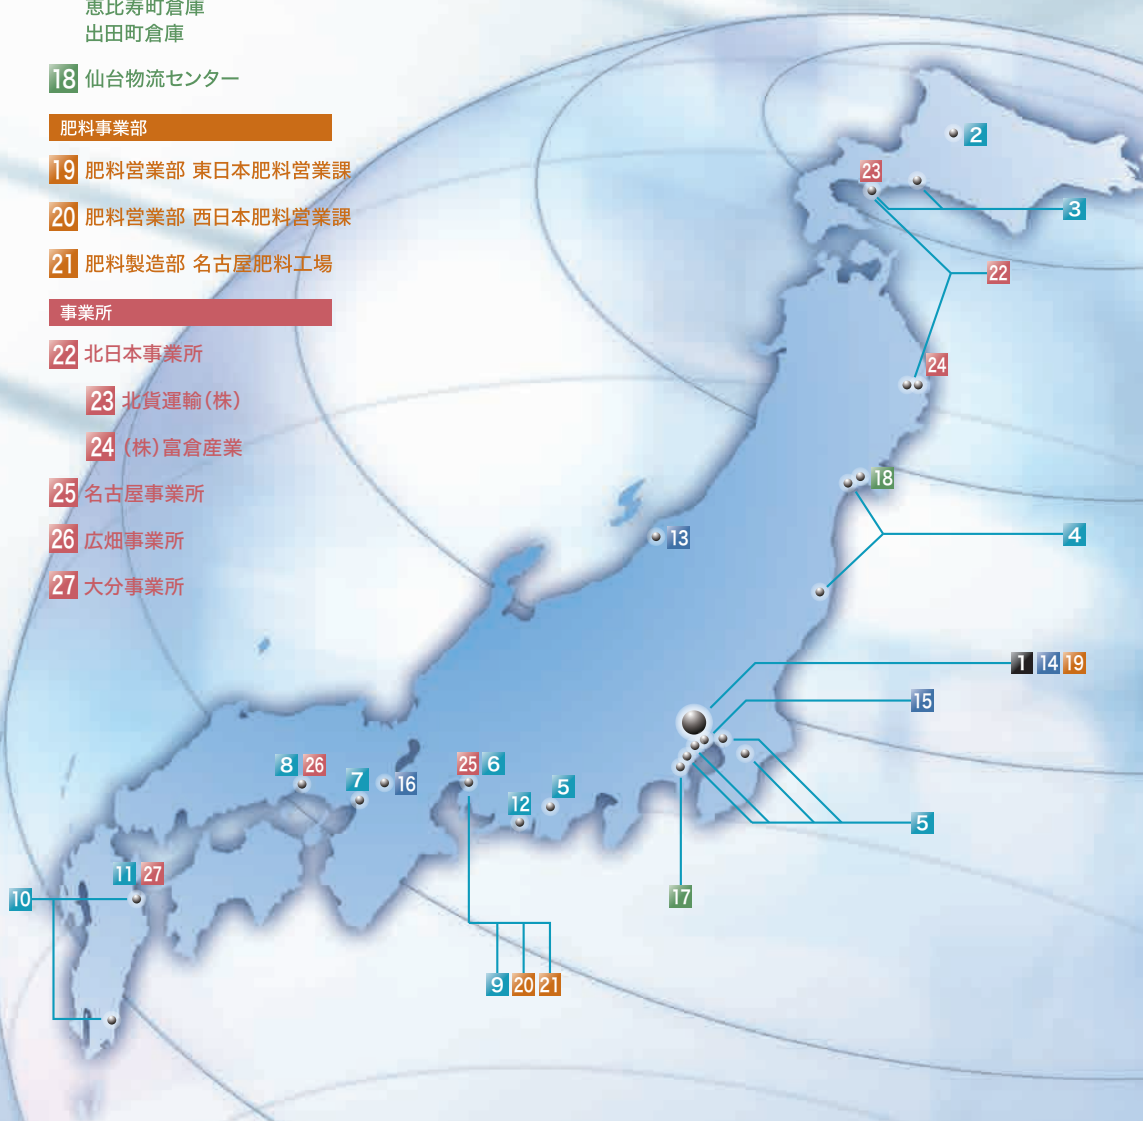 恵比寿町倉庫
出田町倉庫
18 仙台物流センター
肥料事業部
19 肥料営業部 東日本肥料営業課
20 肥料営業部 西日本肥料営業課
21 肥料製造部 名古屋肥料工場
事業所
22 北日本事業所
23 北貨運輸(株)
24 (株)富倉産業
25 名古屋事業所
26 広畑事業所
27 大分事業所
2
23
3
22
24
18
13
4
1 14 19
15
8 26
7
16
25 6
5
12
5
11 27
10
17
9 20 21